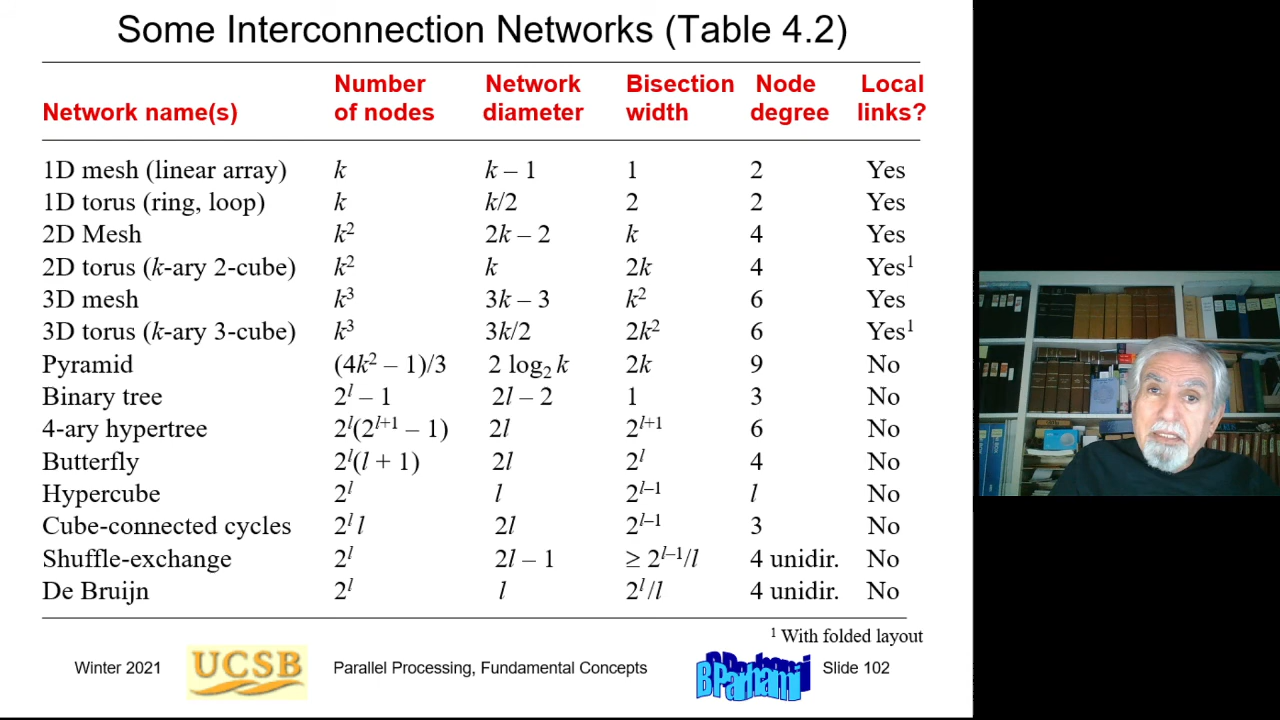 Some Interconnection Networks (Table 4.2)
Number Network Bisection Node Local
Network name(s) of nodes diameter width degree links?
1D mesh (linear array) k k – 1 1 2 Yes
1D torus (ring, loop) k k/2 2 2 Yes
2D Mesh k² 2k – 2 k 4 Yes
2D torus (k-ary 2-cube) k² k 2k 4 Yes¹
3D mesh k³ 3k – 3 k² 6 Yes
3D torus (k-ary 3-cube) k³ 3k/2 2k² 6 Yes¹
Pyramid (4k² – 1)/3 2 log₂ k 2k 9 No
Binary tree 2ˡ – 1 2l – 2 1 3 No
4-ary hypertree 2ˡ(2ˡ⁺¹ – 1) 2l 2ˡ⁺¹ 6 No
Butterfly 2ˡ(l + 1) 2l 2ˡ 4 No
Hypercube 2ˡ l 2ˡ⁻¹ l No
Cube-connected cycles 2ˡ l 2l 2ˡ⁻¹ 3 No
Shuffle-exchange 2ˡ 2l – 1 ≥ 2ˡ⁻¹/l 4 unidir. No
De Bruijn 2ˡ l 2ˡ/l 4 unidir. No
¹ With folded layout
Winter 2021 UCSB Parallel Processing, Fundamental Concepts BParhami Slide 102